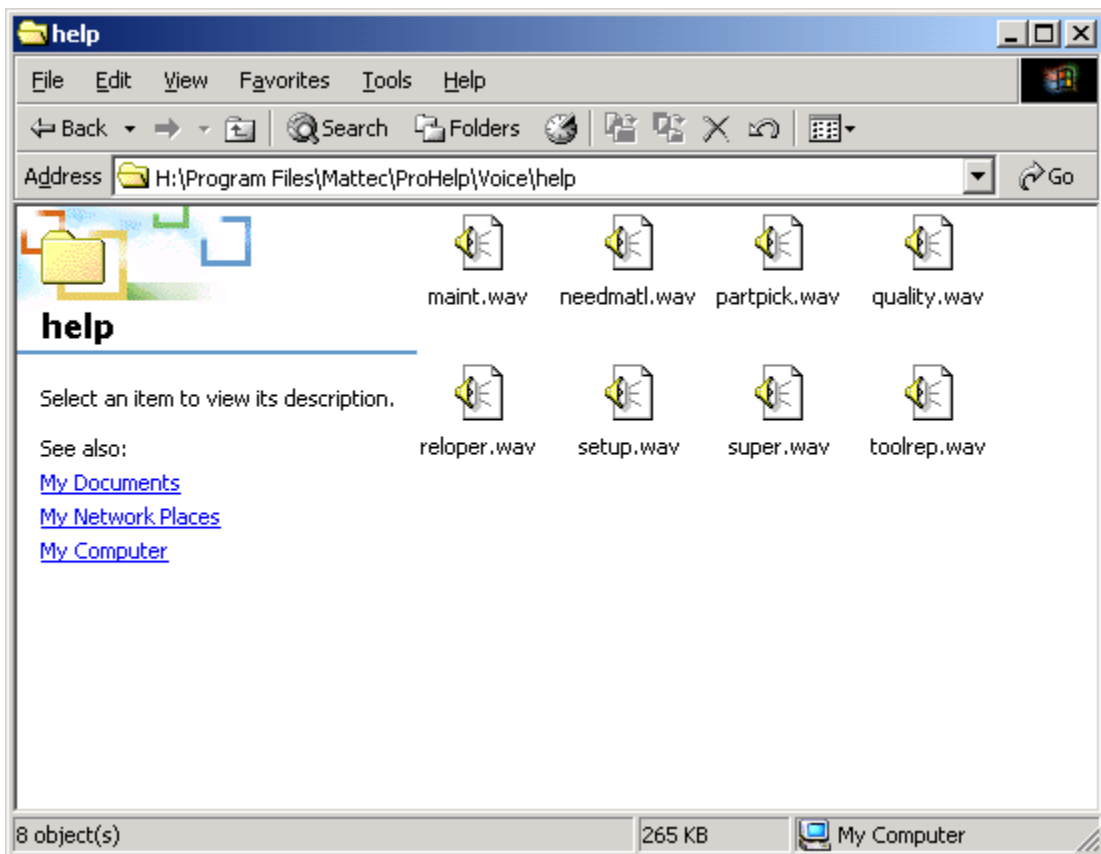 help
File Edit View Favorites Tools Help
Back Search Folders
Address H:\Program Files\Mattec\ProHelp\Voice\help Go
help
Select an item to view its description.
See also:
My Documents
My Network Places
My Computer
maint.wav needmatl.wav partpick.wav quality.wav
reloper.wav setup.wav super.wav toolrep.wav
8 object(s) 265 KB My Computer